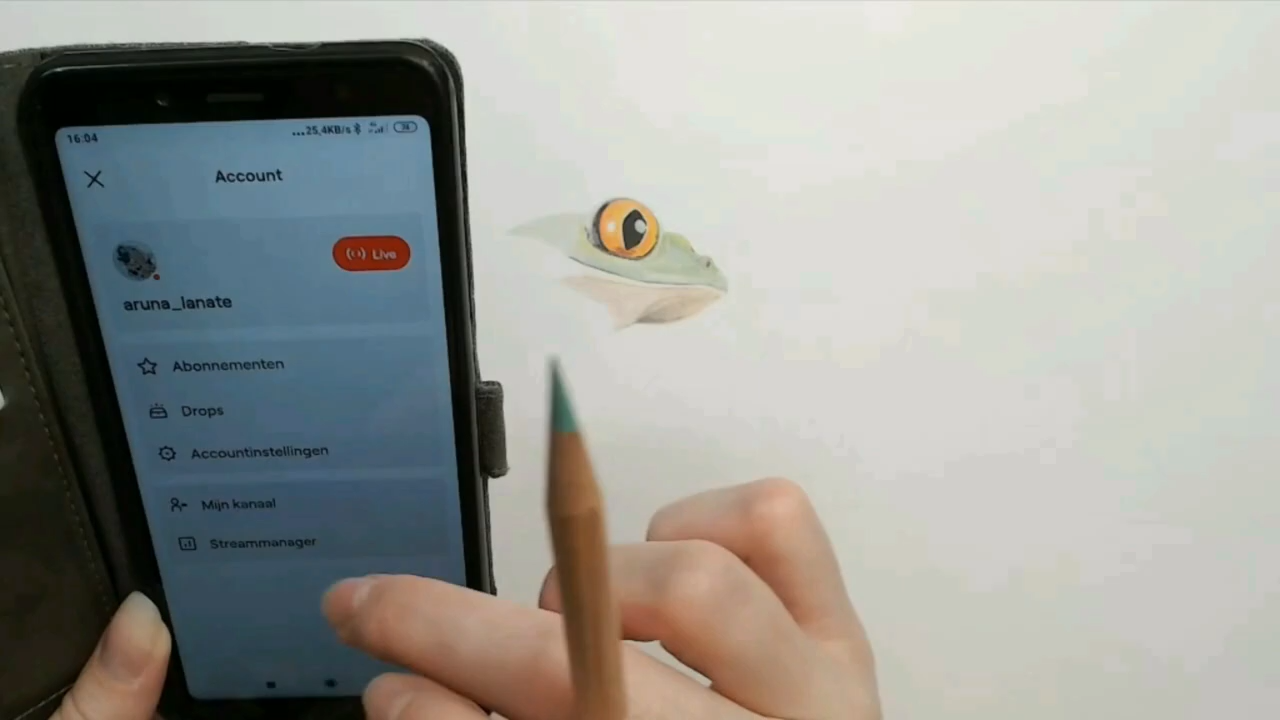 16:04
...25,4KB/s
Account
Live
aruna_lanate
Abonnementen
Drops
Accountinstellingen
Mijn kanaal
Streammanager